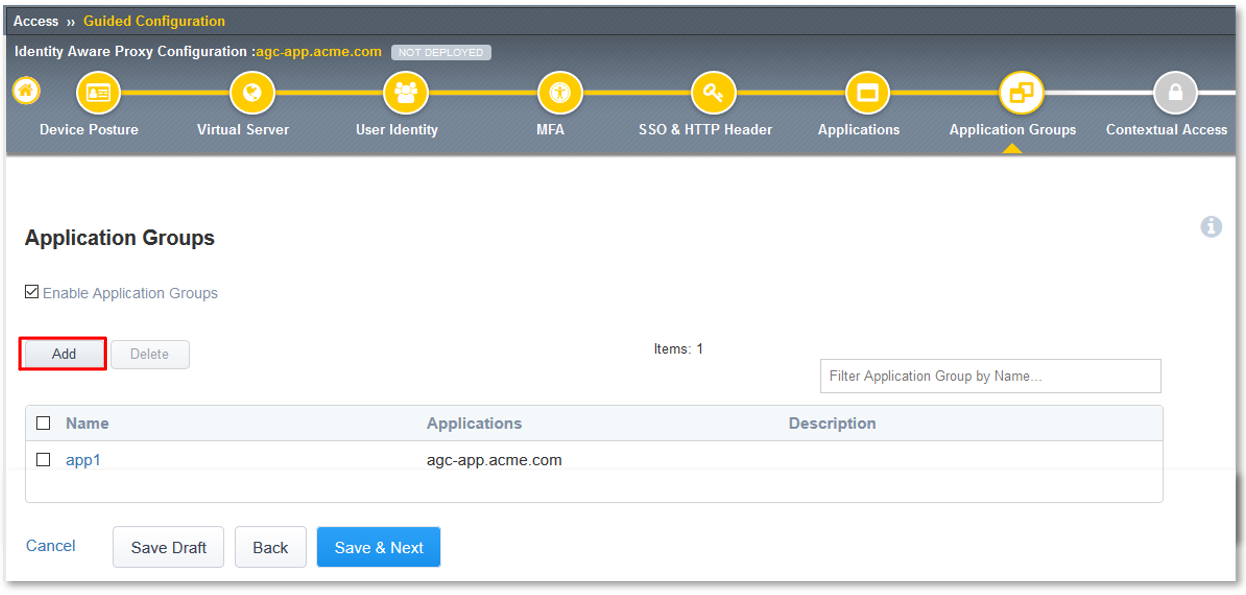 Access » Guided Configuration
Identity Aware Proxy Configuration :agc-app.acme.com NOT DEPLOYED
Device Posture Virtual Server User Identity MFA SSO & HTTP Header Applications Application Groups Contextual Access
Application Groups
Enable Application Groups
Add Delete Items: 1
Filter Application Group by Name...
Name Applications Description
app1 agc-app.acme.com
Cancel Save Draft Back Save & Next